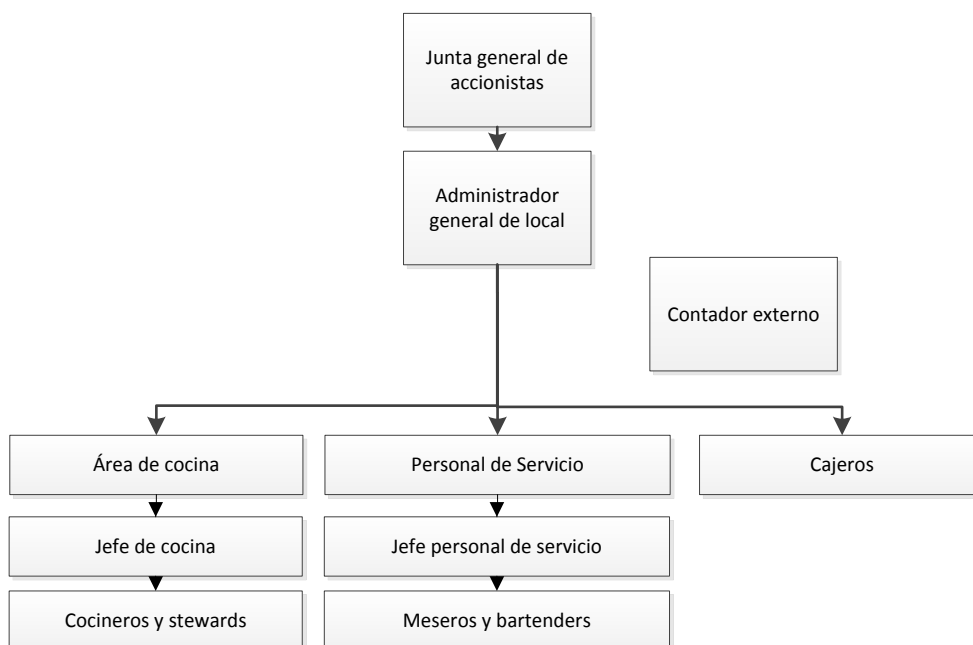 Junta general de
accionistas
Administrador
general de local
Contador externo
Área de cocina
Personal de Servicio
Cajeros
Jefe de cocina
Jefe personal de servicio
Cocineros y stewards
Meseros y bartenders